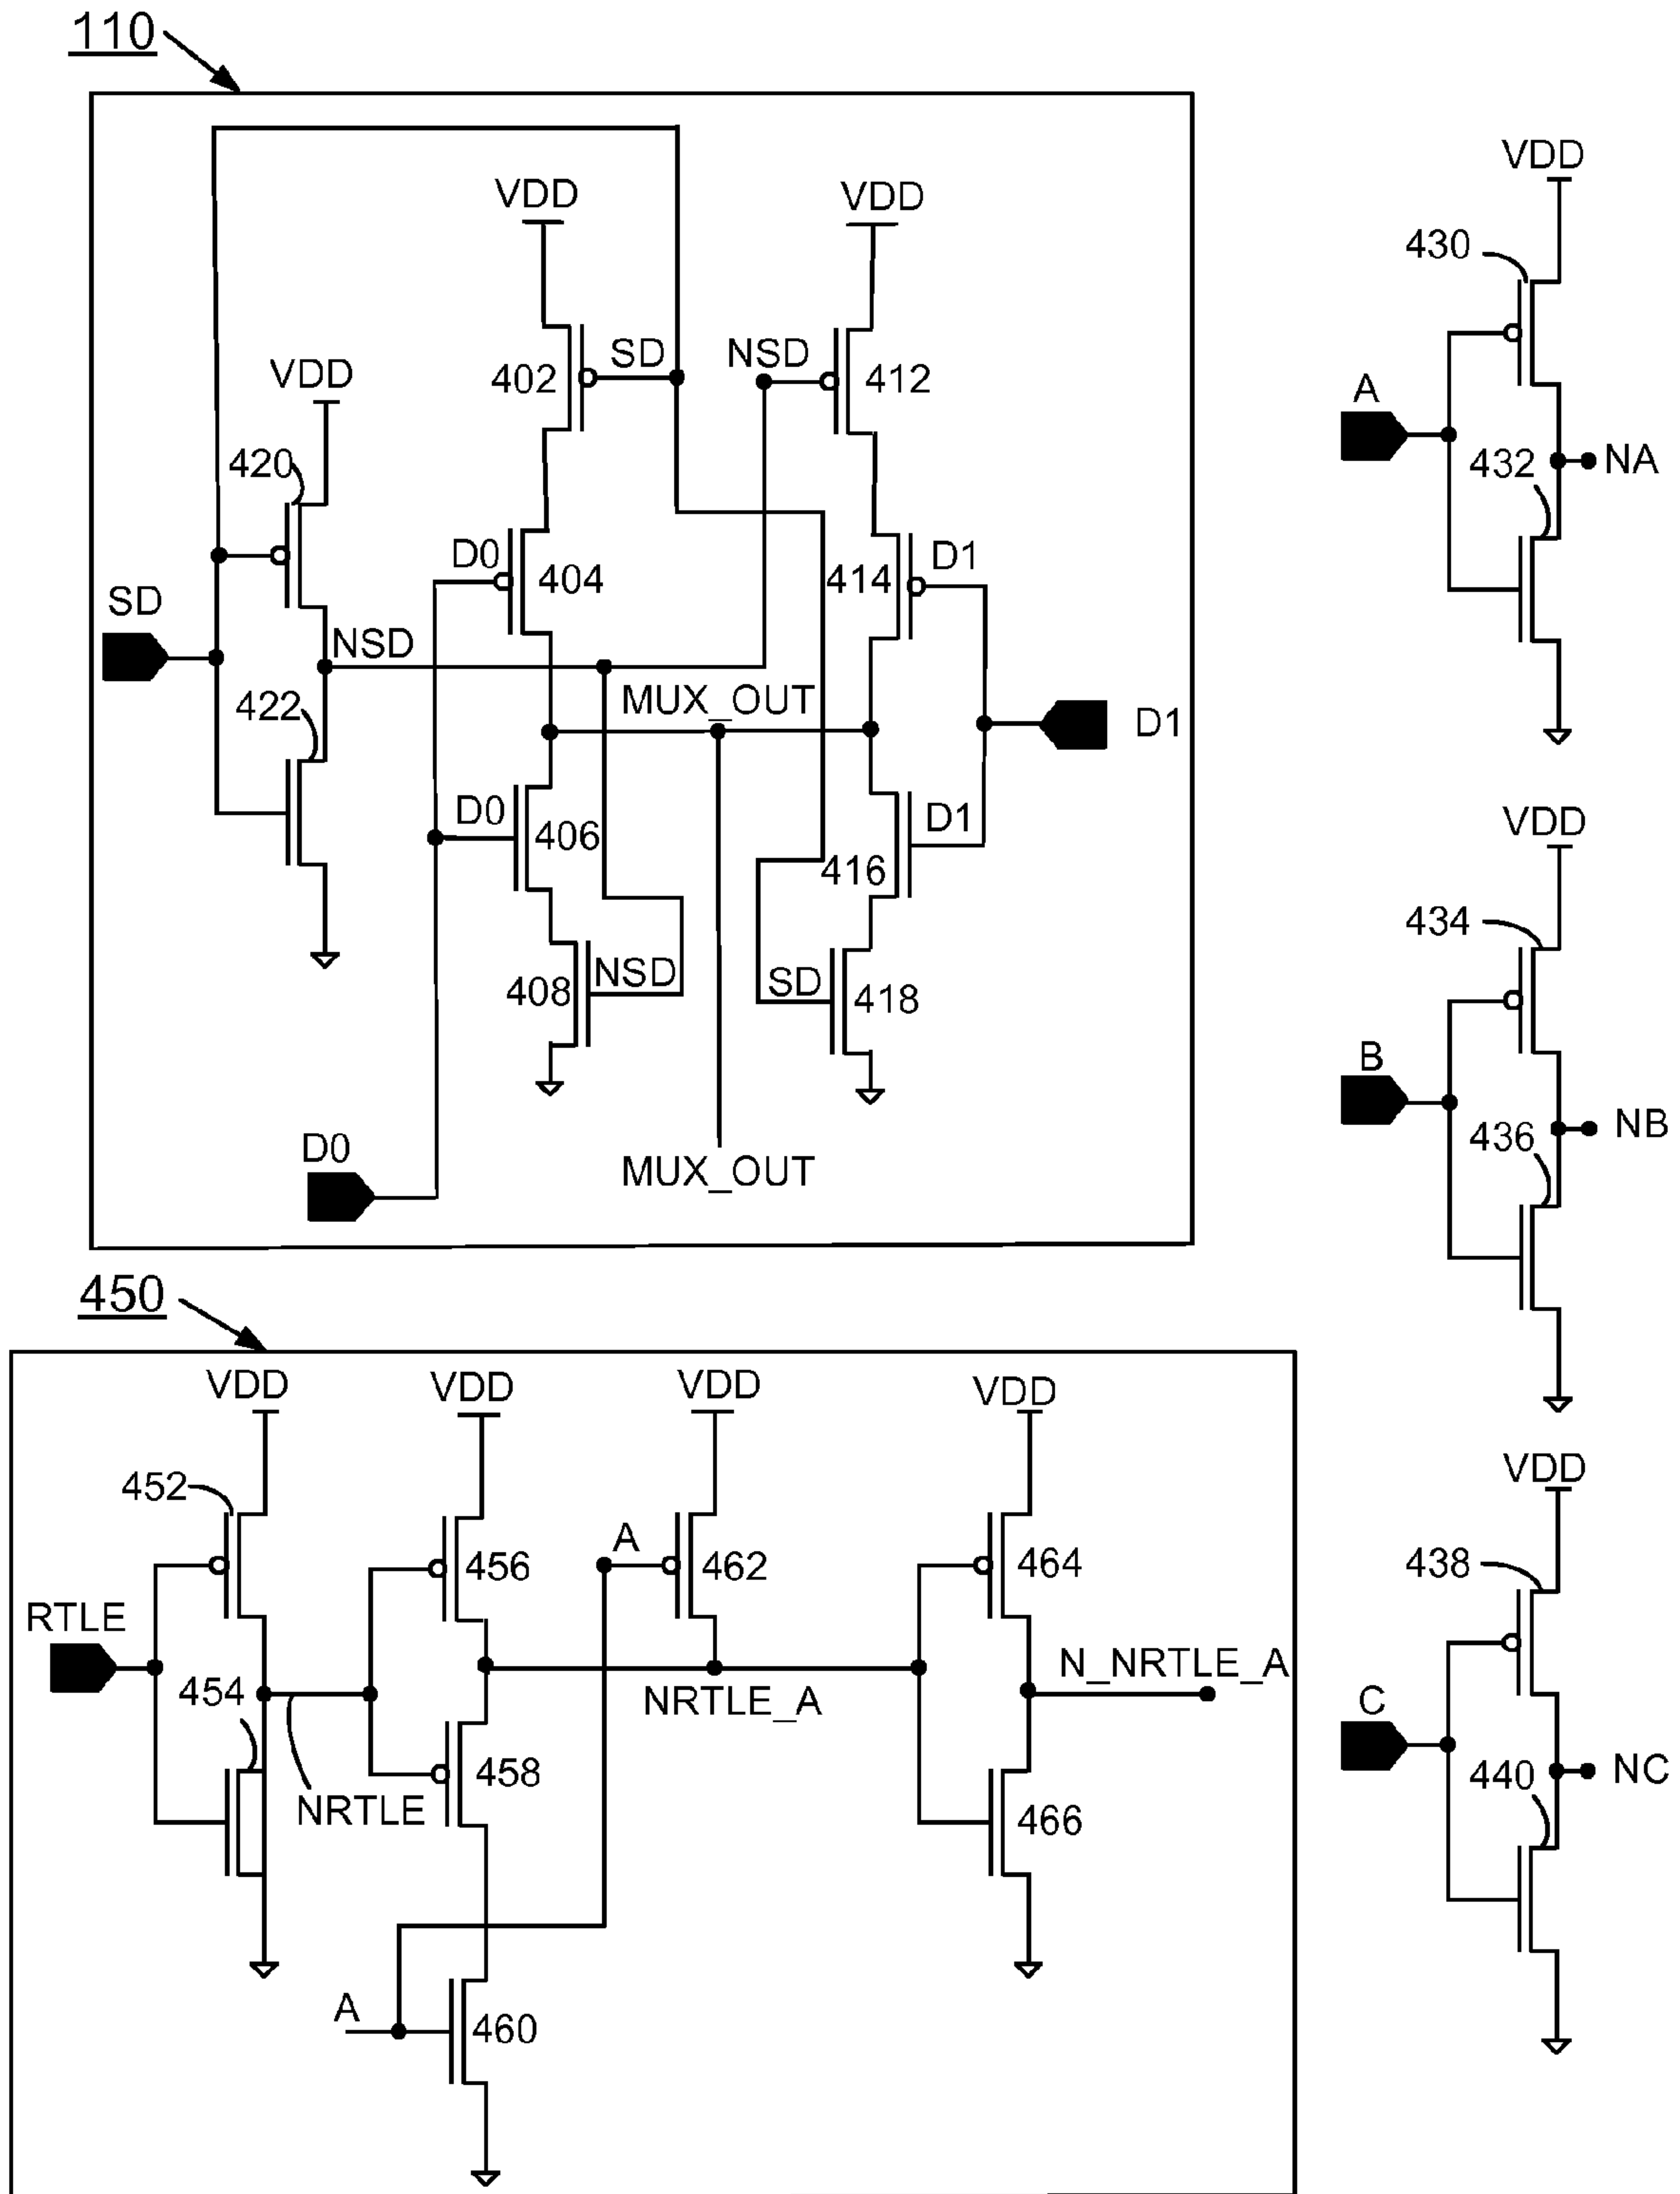 110
VDD
VDD
VDD
430
402
SD
NSD
412
A
VDD
420
432
NA
D0
404
414
D1
SD
NSD
422
MUX_OUT
D1
D0
406
416
D1
VDD
434
408
NSD
SD
418
B
436
NB
D0
MUX_OUT
450
VDD
VDD
VDD
VDD
VDD
452
A
456
462
464
438
RTLE
454
NRTLE_A
N_NRTLE_A
C
458
440
NC
NRTLE
466
A
460